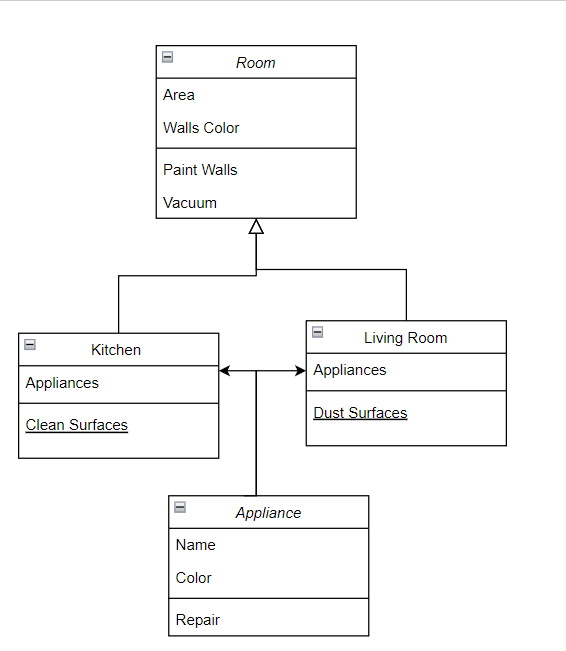 Room
Area
Walls Color
Paint Walls
Vacuum
Kitchen
Appliances
Clean Surfaces
Living Room
Appliances
Dust Surfaces
Appliance
Name
Color
Repair